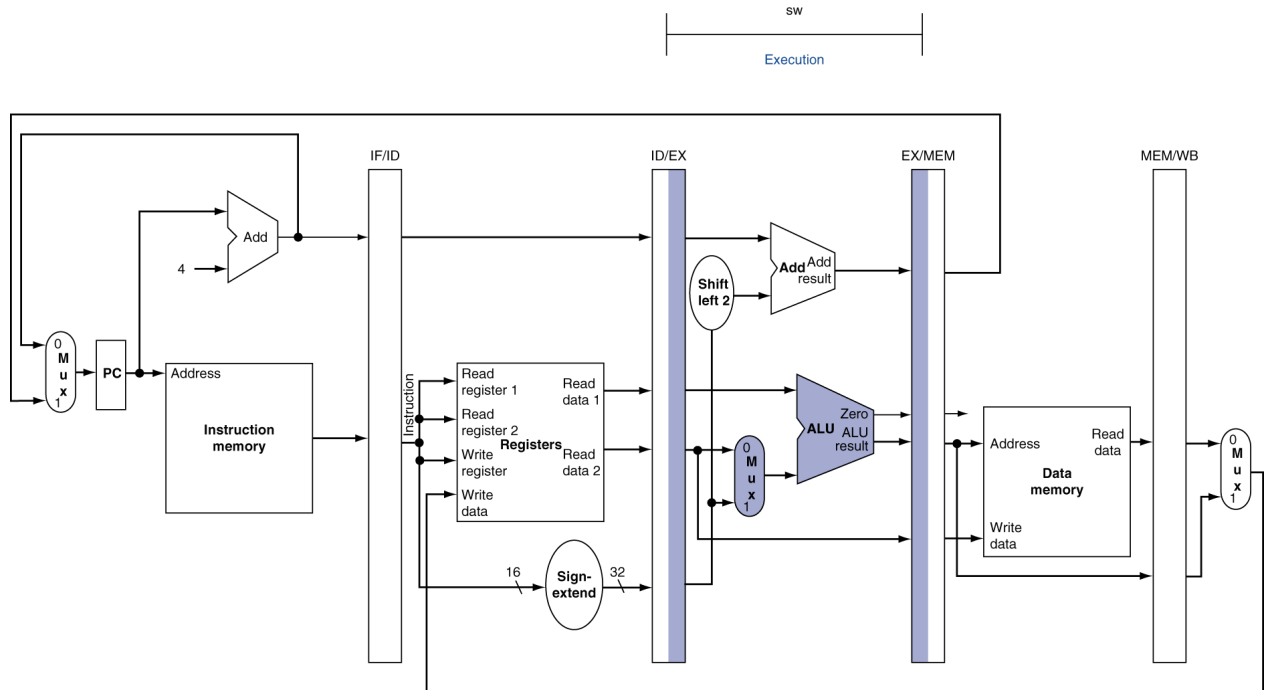 sw
Execution
IF/ID
ID/EX
EX/MEM
MEM/WB
Add
4
Shift
left 2
Add Add
result
0
M
u
x
1
PC
Address
Instruction
memory
Instruction
Read
register 1
Read
register 2
Write
register
Write
data
Registers
Read
data 1
Read
data 2
16
Sign-
extend
32
0
M
u
x
1
Zero
ALU
ALU
result
Address
Read
data
Data
memory
Write
data
0
M
u
x
1